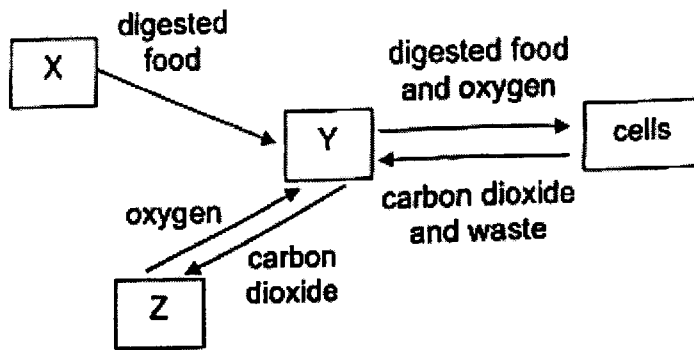 digested
food
X
digested food
and oxygen
Y
cells
carbon dioxide
and waste
oxygen
carbon
dioxide
Z